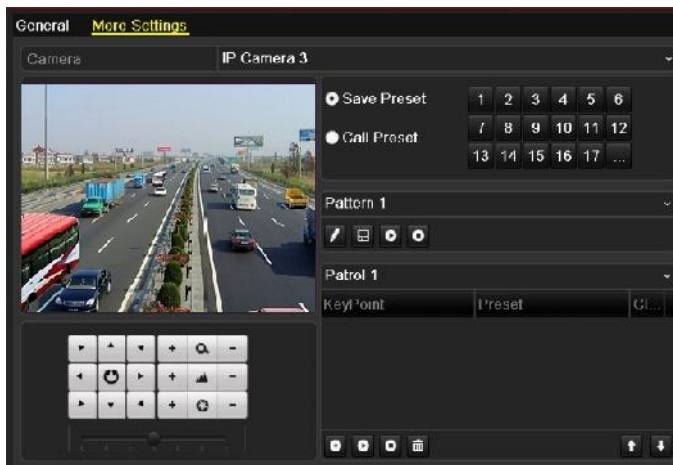 General More Settings
Camera IP Camera 3
Save Preset
Call Preset
1 2 3 4 5 6
7 8 9 10 11 12
13 14 15 16 17 ...
Pattern 1
Patrol 1
KeyPoint Preset